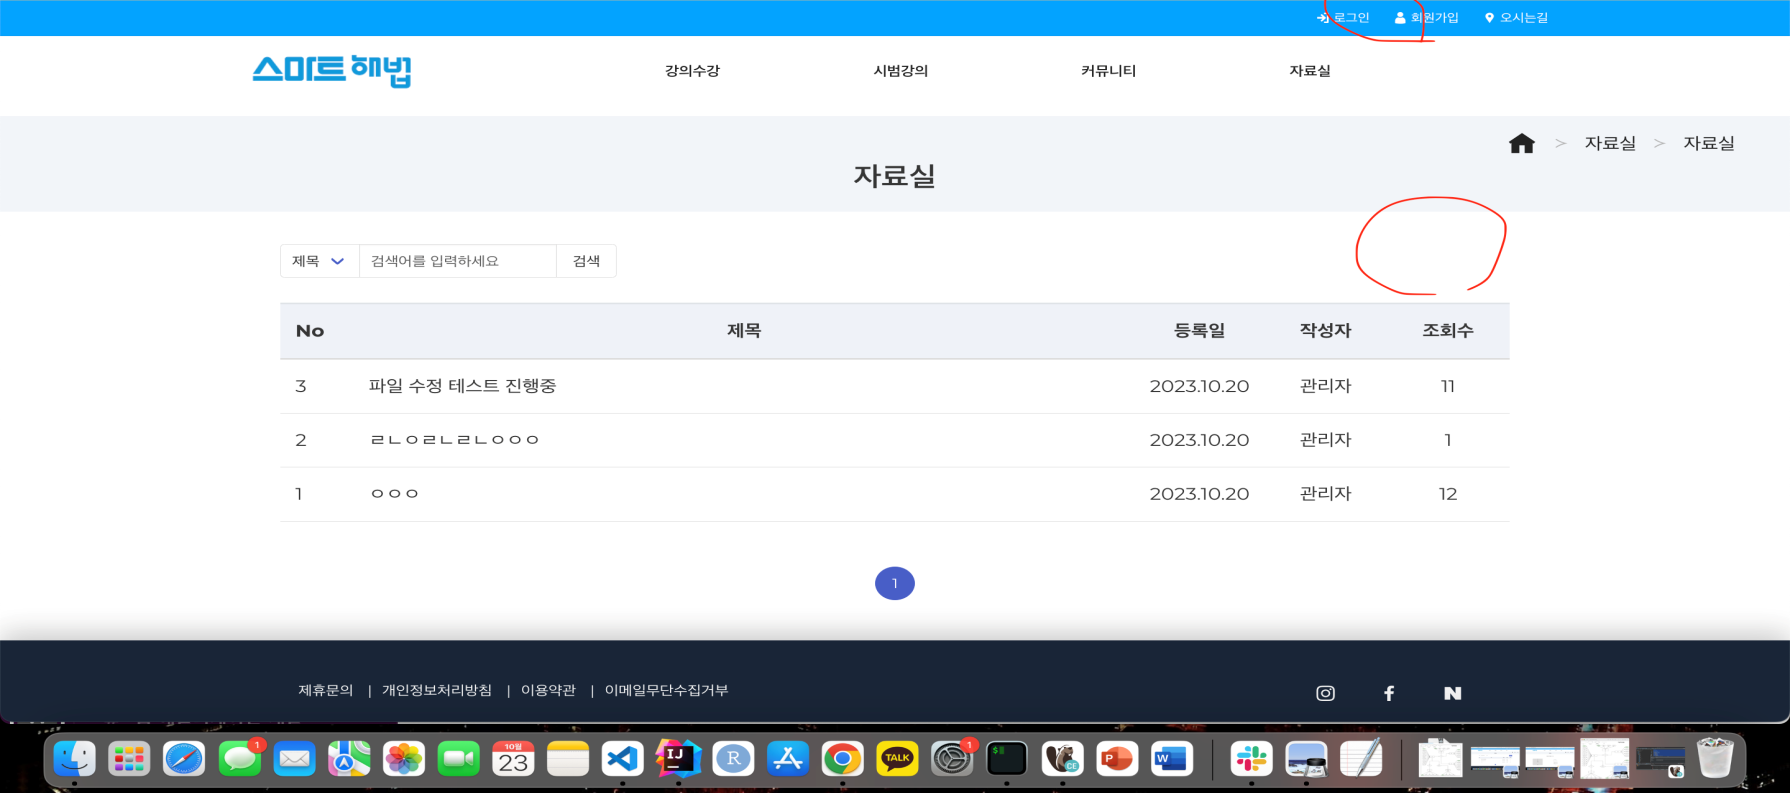 로그인 회원가입 오시는길
스마트해법 강의수강 시범강의 커뮤니티 자료실
> 자료실 > 자료실
자료실
제목 검색어를 입력하세요 검색
No 제목 등록일 작성자 조회수
3 파일 수정 테스트 진행중 2023.10.20 관리자 11
2 ㄹㄴㅇㄹㄴㄹㄴㅇㅇㅇ 2023.10.20 관리자 1
1 ㅇㅇㅇ 2023.10.20 관리자 12
1
제휴문의 | 개인정보처리방침 | 이용약관 | 이메일무단수집거부
N
1 10월 23 IJ R TALK 1 $ CE P W